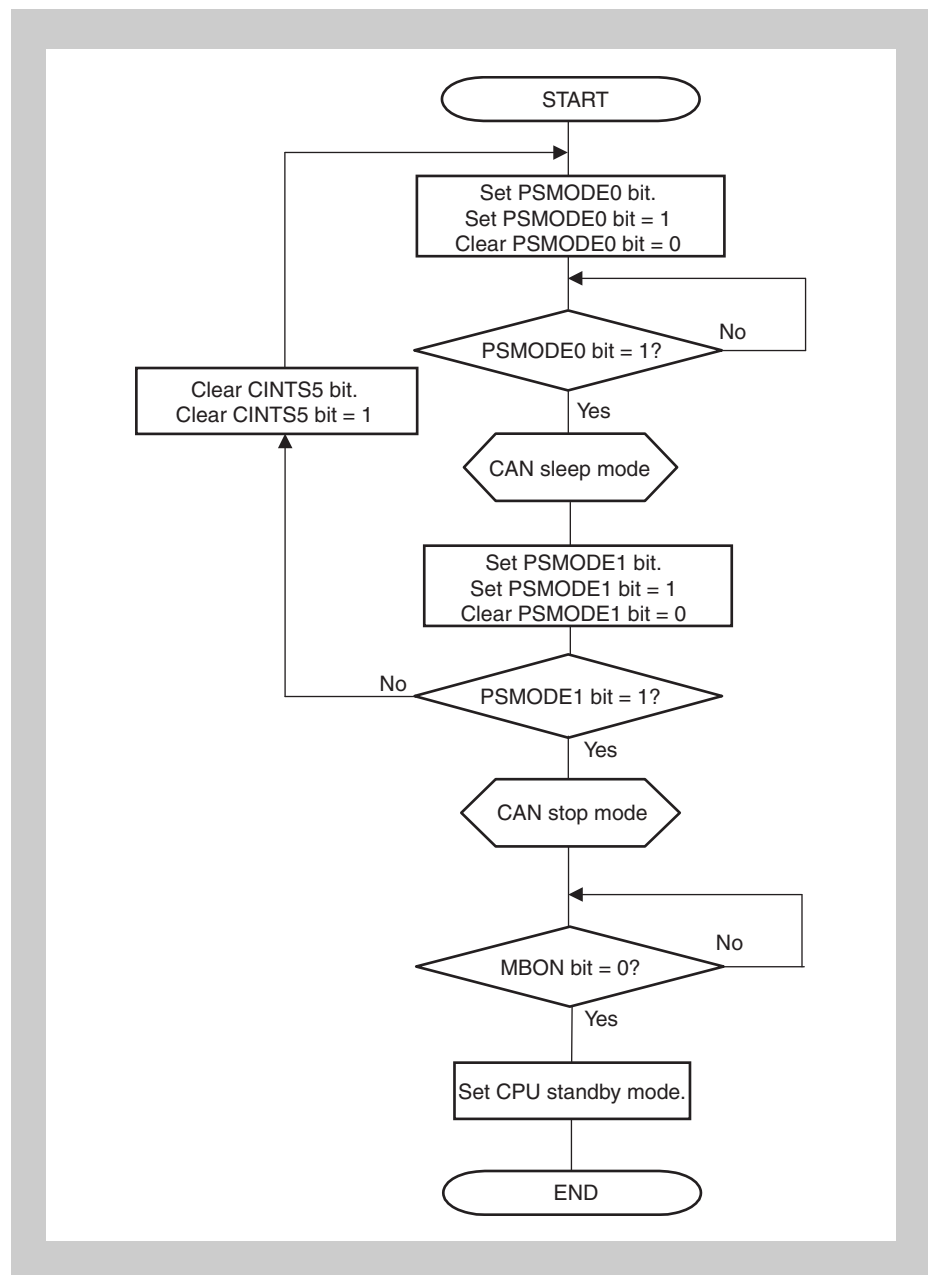 START
Set PSMODE0 bit.
Set PSMODE0 bit = 1
Clear PSMODE0 bit = 0
No
PSMODE0 bit = 1?
Yes
Clear CINTS5 bit.
Clear CINTS5 bit = 1
CAN sleep mode
Set PSMODE1 bit.
Set PSMODE1 bit = 1
Clear PSMODE1 bit = 0
No
PSMODE1 bit = 1?
Yes
CAN stop mode
No
MBON bit = 0?
Yes
Set CPU standby mode.
END